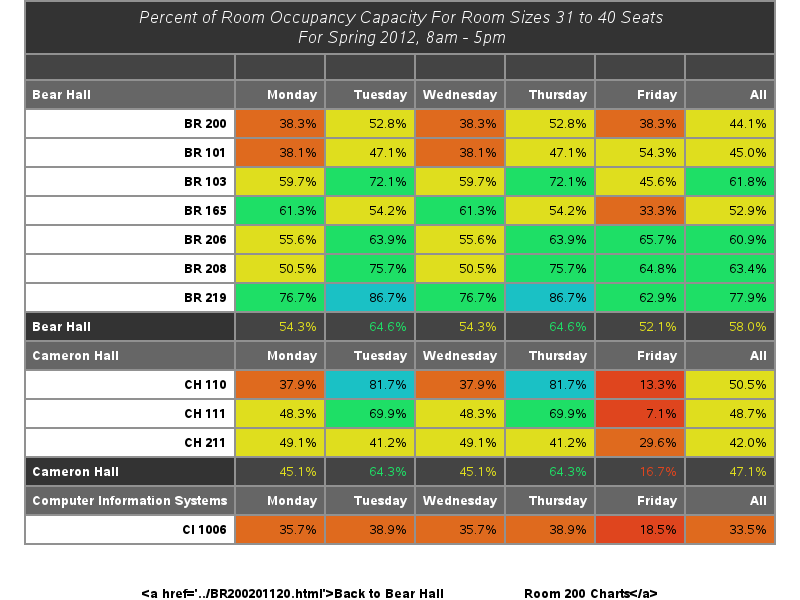 Percent of Room Occupancy Capacity For Room Sizes 31 to 40 Seats
For Spring 2012, 8am - 5pm
Bear Hall Monday Tuesday Wednesday Thursday Friday All
BR 200 38.3% 52.8% 38.3% 52.8% 38.3% 44.1%
BR 101 38.1% 47.1% 38.1% 47.1% 54.3% 45.0%
BR 103 59.7% 72.1% 59.7% 72.1% 45.6% 61.8%
BR 165 61.3% 54.2% 61.3% 54.2% 33.3% 52.9%
BR 206 55.6% 63.9% 55.6% 63.9% 65.7% 60.9%
BR 208 50.5% 75.7% 50.5% 75.7% 64.8% 63.4%
BR 219 76.7% 86.7% 76.7% 86.7% 62.9% 77.9%
Bear Hall 54.3% 64.6% 54.3% 64.6% 52.1% 58.0%
Cameron Hall Monday Tuesday Wednesday Thursday Friday All
CH 110 37.9% 81.7% 37.9% 81.7% 13.3% 50.5%
CH 111 48.3% 69.9% 48.3% 69.9% 7.1% 48.7%
CH 211 49.1% 41.2% 49.1% 41.2% 29.6% 42.0%
Cameron Hall 45.1% 64.3% 45.1% 64.3% 16.7% 47.1%
Computer Information Systems Monday Tuesday Wednesday Thursday Friday All
CI 1006 35.7% 38.9% 35.7% 38.9% 18.5% 33.5%
<a href='../BR200201120.html'>Back to Bear Hall Room 200 Charts</a>